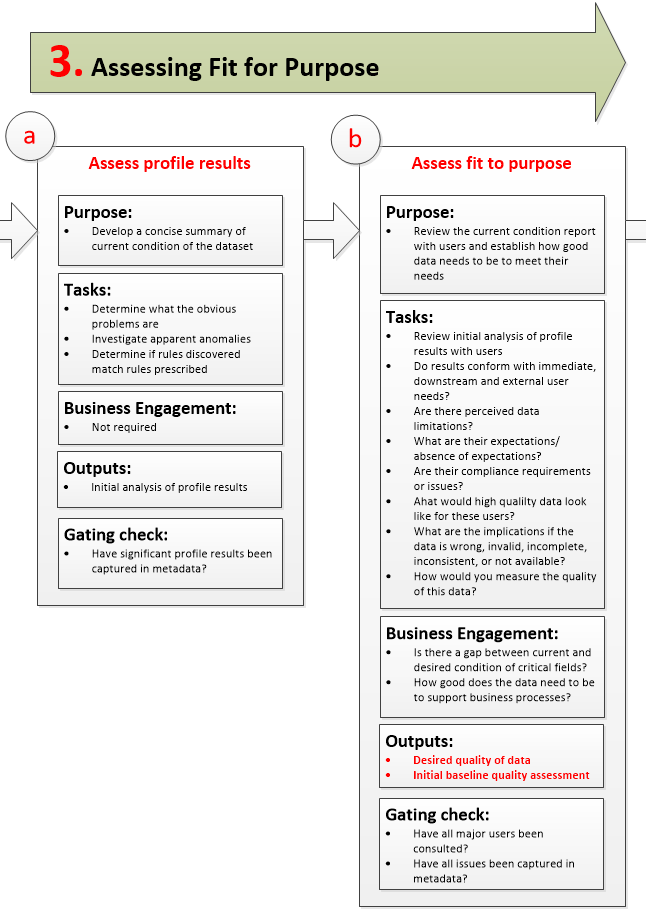 3. Assessing Fit for Purpose
a
Assess profile results
Purpose:
• Develop a concise summary of
current condition of the dataset
Tasks:
• Determine what the obvious
problems are
• Investigate apparent anomalies
• Determine if rules discovered
match rules prescribed
Business Engagement:
• Not required
Outputs:
• Initial analysis of profile results
Gating check:
• Have significant profile results been
captured in metadata?
b
Assess fit to purpose
Purpose:
• Review the current condition report
with users and establish how good
data needs to be to meet their
needs
Tasks:
• Review initial analysis of profile
results with users
• Do results conform with immediate,
downstream and external user
needs?
• Are there perceived data
limitations?
• What are their expectations/
absence of expectations?
• Are their compliance requirements
or issues?
• Ahat would high qualilty data look
like for these users?
• What are the implications if the
data is wrong, invalid, incomplete,
inconsistent, or not available?
• How would you measure the quality
of this data?
Business Engagement:
• Is there a gap between current and
desired condition of critical fields?
• How good does the data need to be
to support business processes?
Outputs:
• Desired quality of data
• Initial baseline quality assessment
Gating check:
• Have all major users been
consulted?
• Have all issues been captured in
metadata?